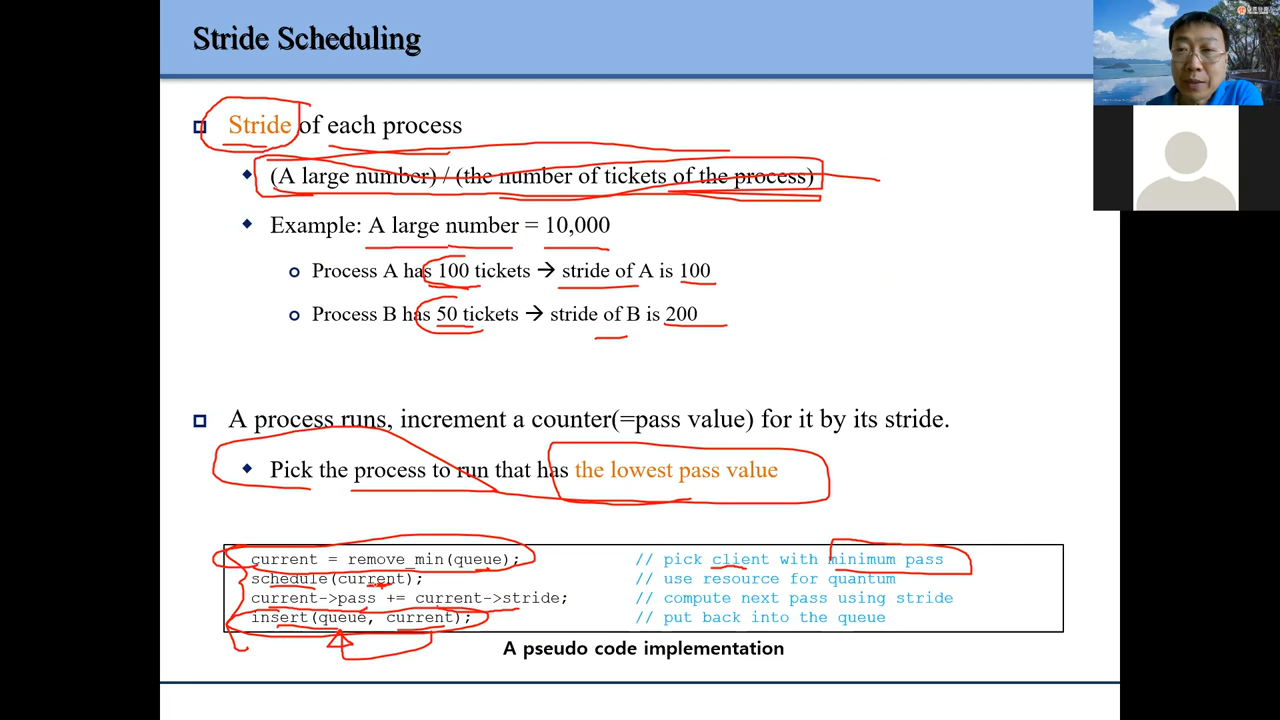 Stride Scheduling
Stride of each process
(A large number) / (the number of tickets of the process)
Example: A large number = 10,000
Process A has 100 tickets → stride of A is 100
Process B has 50 tickets → stride of B is 200
A process runs, increment a counter(=pass value) for it by its stride.
Pick the process to run that has the lowest pass value
current = remove_min(queue); // pick client with minimum pass
schedule(current); // use resource for quantum
current->pass += current->stride; // compute next pass using stride
insert(queue, current); // put back into the queue
A pseudo code implementation